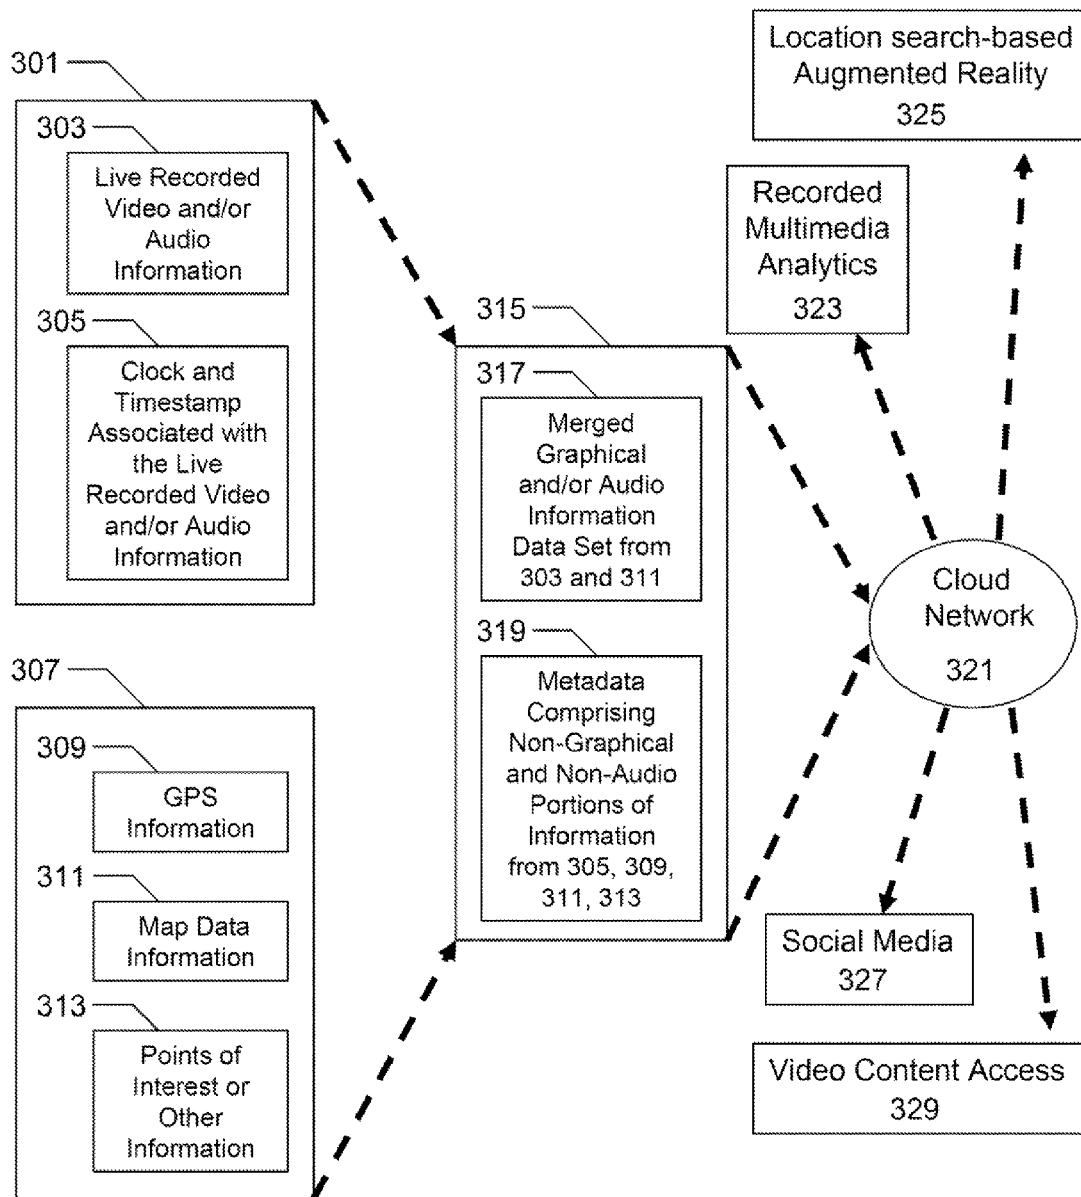 301
303
Live Recorded
Video and/or
Audio
Information
305
Clock and
Timestamp
Associated with
the Live
Recorded Video
and/or Audio
Information
307
309
GPS
Information
311
Map Data
Information
313
Points of
Interest or
Other
Information
315
317
Merged
Graphical
and/or Audio
Information
Data Set from
303 and 311
319
Metadada
Comprising
Non-Graphical
and Non-Audio
Portions of
Information
from 305, 309,
311, 313
Location search-based
Augmented Reality
325
Recorded
Multimedia
Analytics
323
Cloud
Network
321
Social Media
327
Video Content Access
329